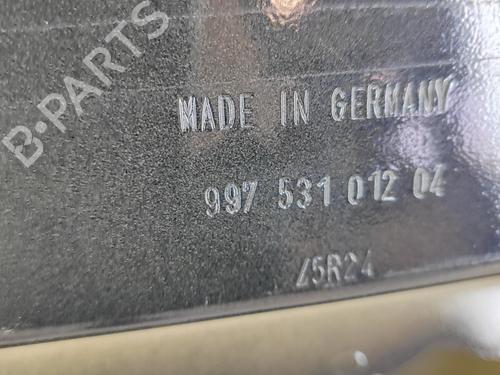 B-PARTS
MADE IN GERMANY
997 531 012 04
Z5R24